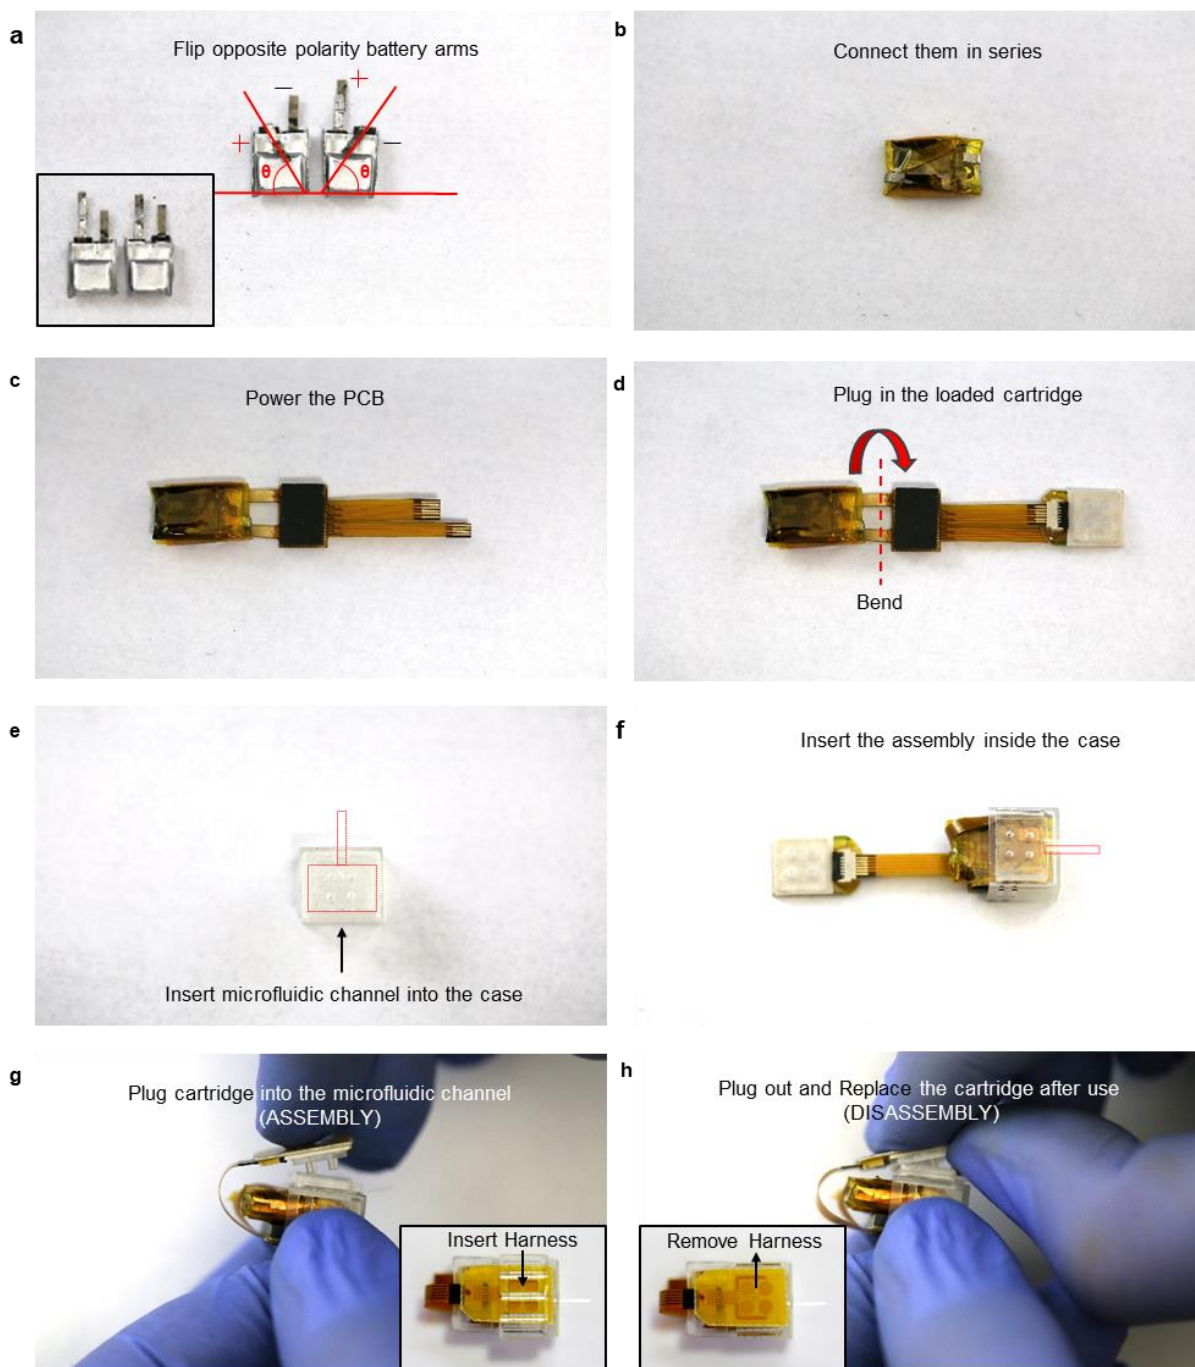 a
Flip opposite polarity battery arms
+
−
+
−
θ
θ
b
Connect them in series
c
Power the PCB
d
Plug in the loaded cartridge
Bend
e
Insert microfluidic channel into the case
f
Insert the assembly inside the case
g
Plug cartridge into the microfluidic channel
(ASSEMBLY)
Insert Harness
h
Plug out and Replace the cartridge after use
(DISASSEMBLY)
Remove Harness